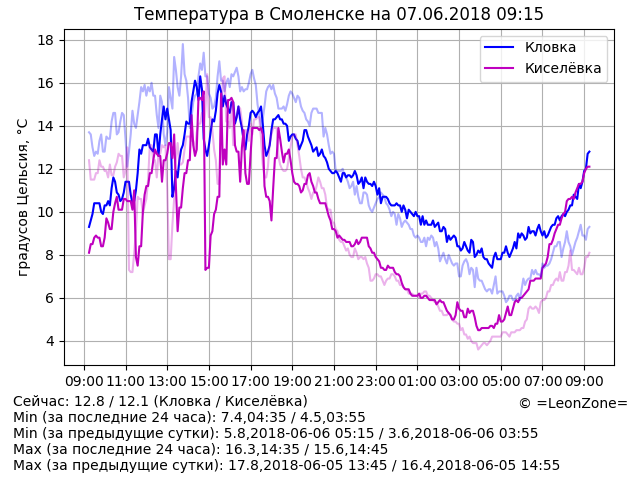 Температура в Смоленске на 07.06.2018 09:15
градусов Цельсия, °C
18
16
14
12
10
8
6
4
Кловка
Киселёвка
09:00 11:00 13:00 15:00 17:00 19:00 21:00 23:00 01:00 03:00 05:00 07:00 09:00
Сейчас: 12.8 / 12.1 (Кловка / Киселёвка)
© =LeonZone=
Min (за последние 24 часа): 7.4,04:35 / 4.5,03:55
Min (за предыдущие сутки): 5.8,2018-06-06 05:15 / 3.6,2018-06-06 03:55
Max (за последние 24 часа): 16.3,14:35 / 15.6,14:45
Max (за предыдущие сутки): 17.8,2018-06-05 13:45 / 16.4,2018-06-05 14:55